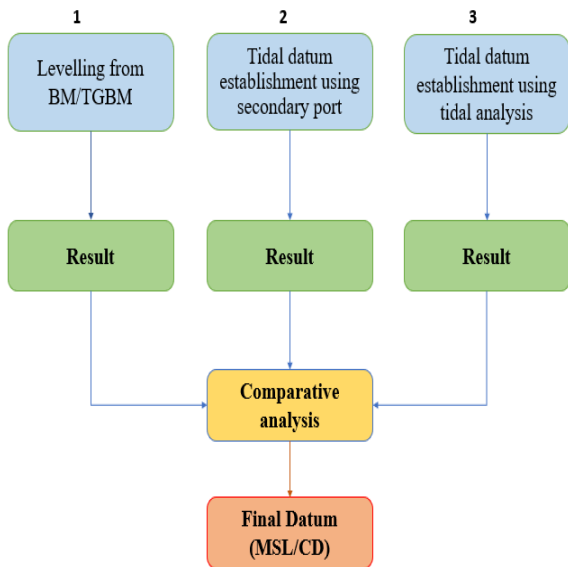 1
2
3
Levelling from
BM/TGBM
Tidal datum
establishment using
secondary port
Tidal datum
establishment using
tidal analysis
Result
Result
Result
Comparative
analysis
Final Datum
(MSL/CD)